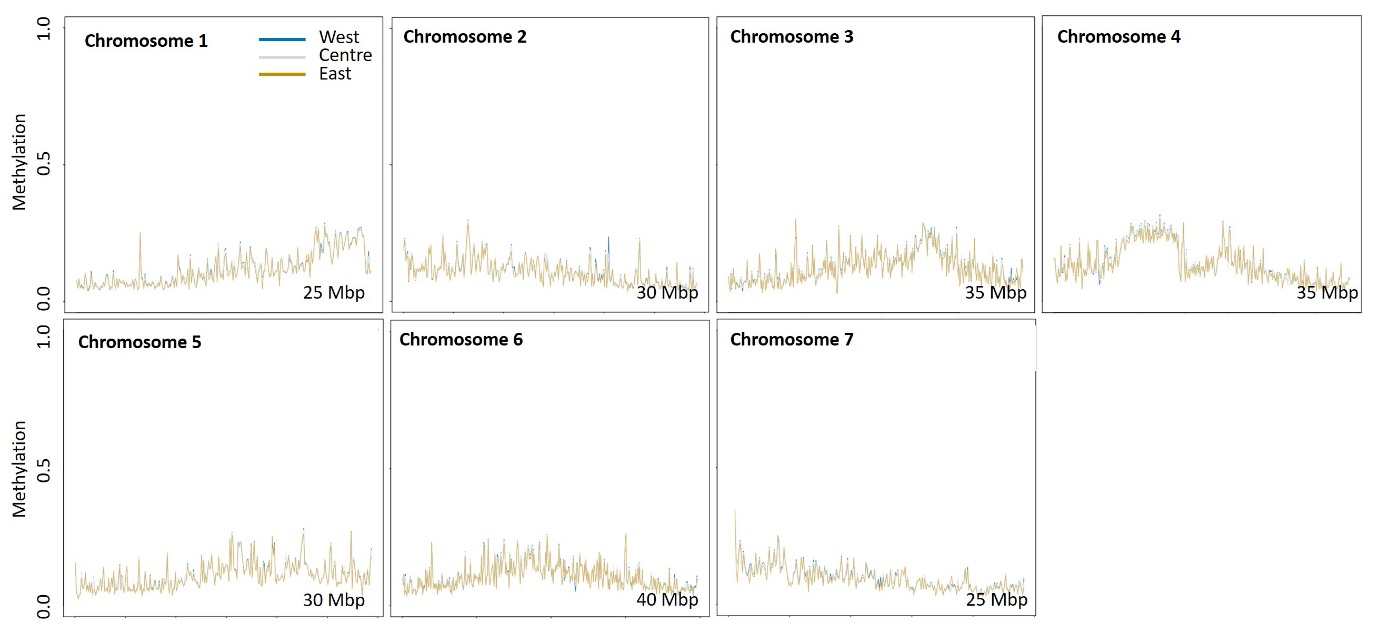 1.0
0.5
0.0
Methylation
Chromosome 1
West
Centre
East
25 Mbp
Chromosome 2
30 Mbp
Chromosome 3
35 Mbp
Chromosome 4
35 Mbp
1.0
0.5
0.0
Methylation
Chromosome 5
30 Mbp
Chromosome 6
40 Mbp
Chromosome 7
25 Mbp